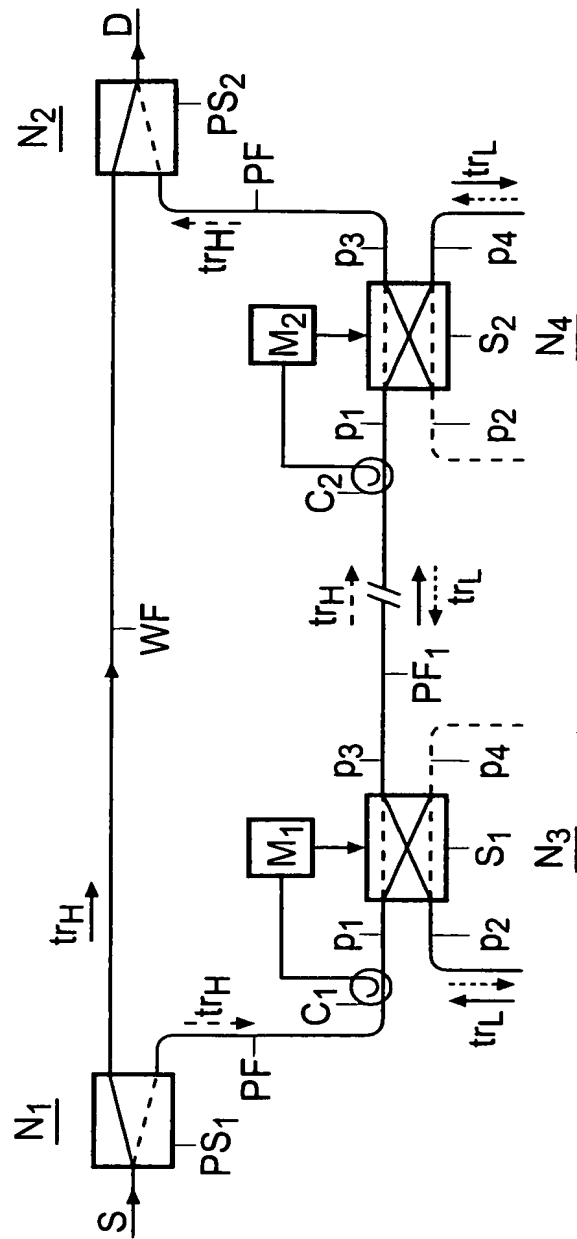 N1
N2
S
D
PS1
PS2
trH
WF
trH
PF
trH
PF
M1
M2
C1
C2
p1
p3
p1
p3
trH
PF1
trL
trL
p2
S1
p4
p2
S2
p4
trL
N3
N4